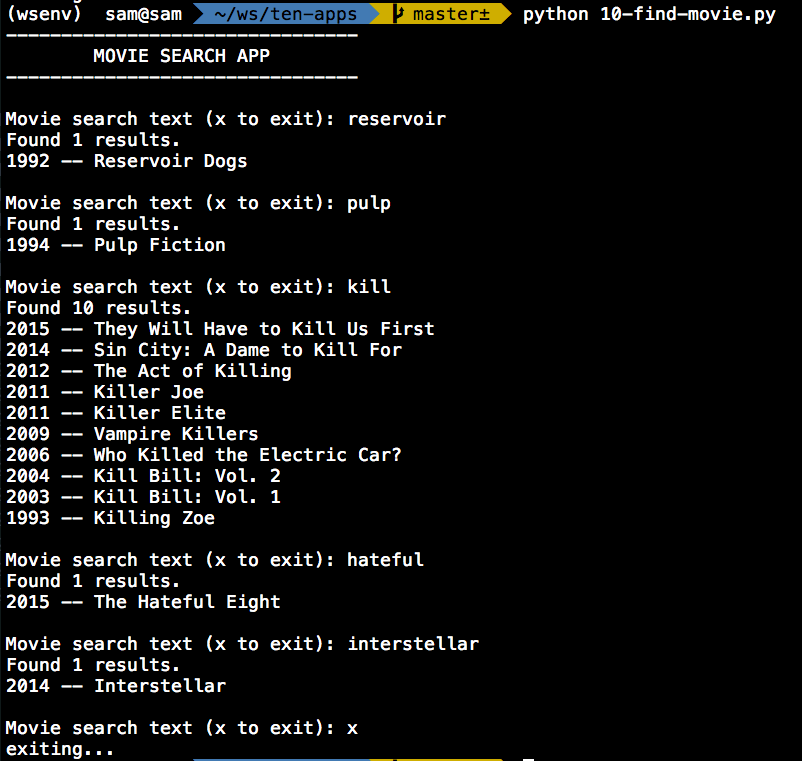 (wsenv) sam@sam ~/ws/ten-apps master± python 10-find-movie.py
--------------------------------
MOVIE SEARCH APP
--------------------------------
Movie search text (x to exit): reservoir
Found 1 results.
1992 -- Reservoir Dogs
Movie search text (x to exit): pulp
Found 1 results.
1994 -- Pulp Fiction
Movie search text (x to exit): kill
Found 10 results.
2015 -- They Will Have to Kill Us First
2014 -- Sin City: A Dame to Kill For
2012 -- The Act of Killing
2011 -- Killer Joe
2011 -- Killer Elite
2009 -- Vampire Killers
2006 -- Who Killed the Electric Car?
2004 -- Kill Bill: Vol. 2
2003 -- Kill Bill: Vol. 1
1993 -- Killing Zoe
Movie search text (x to exit): hateful
Found 1 results.
2015 -- The Hateful Eight
Movie search text (x to exit): interstellar
Found 1 results.
2014 -- Interstellar
Movie search text (x to exit): x
exiting...